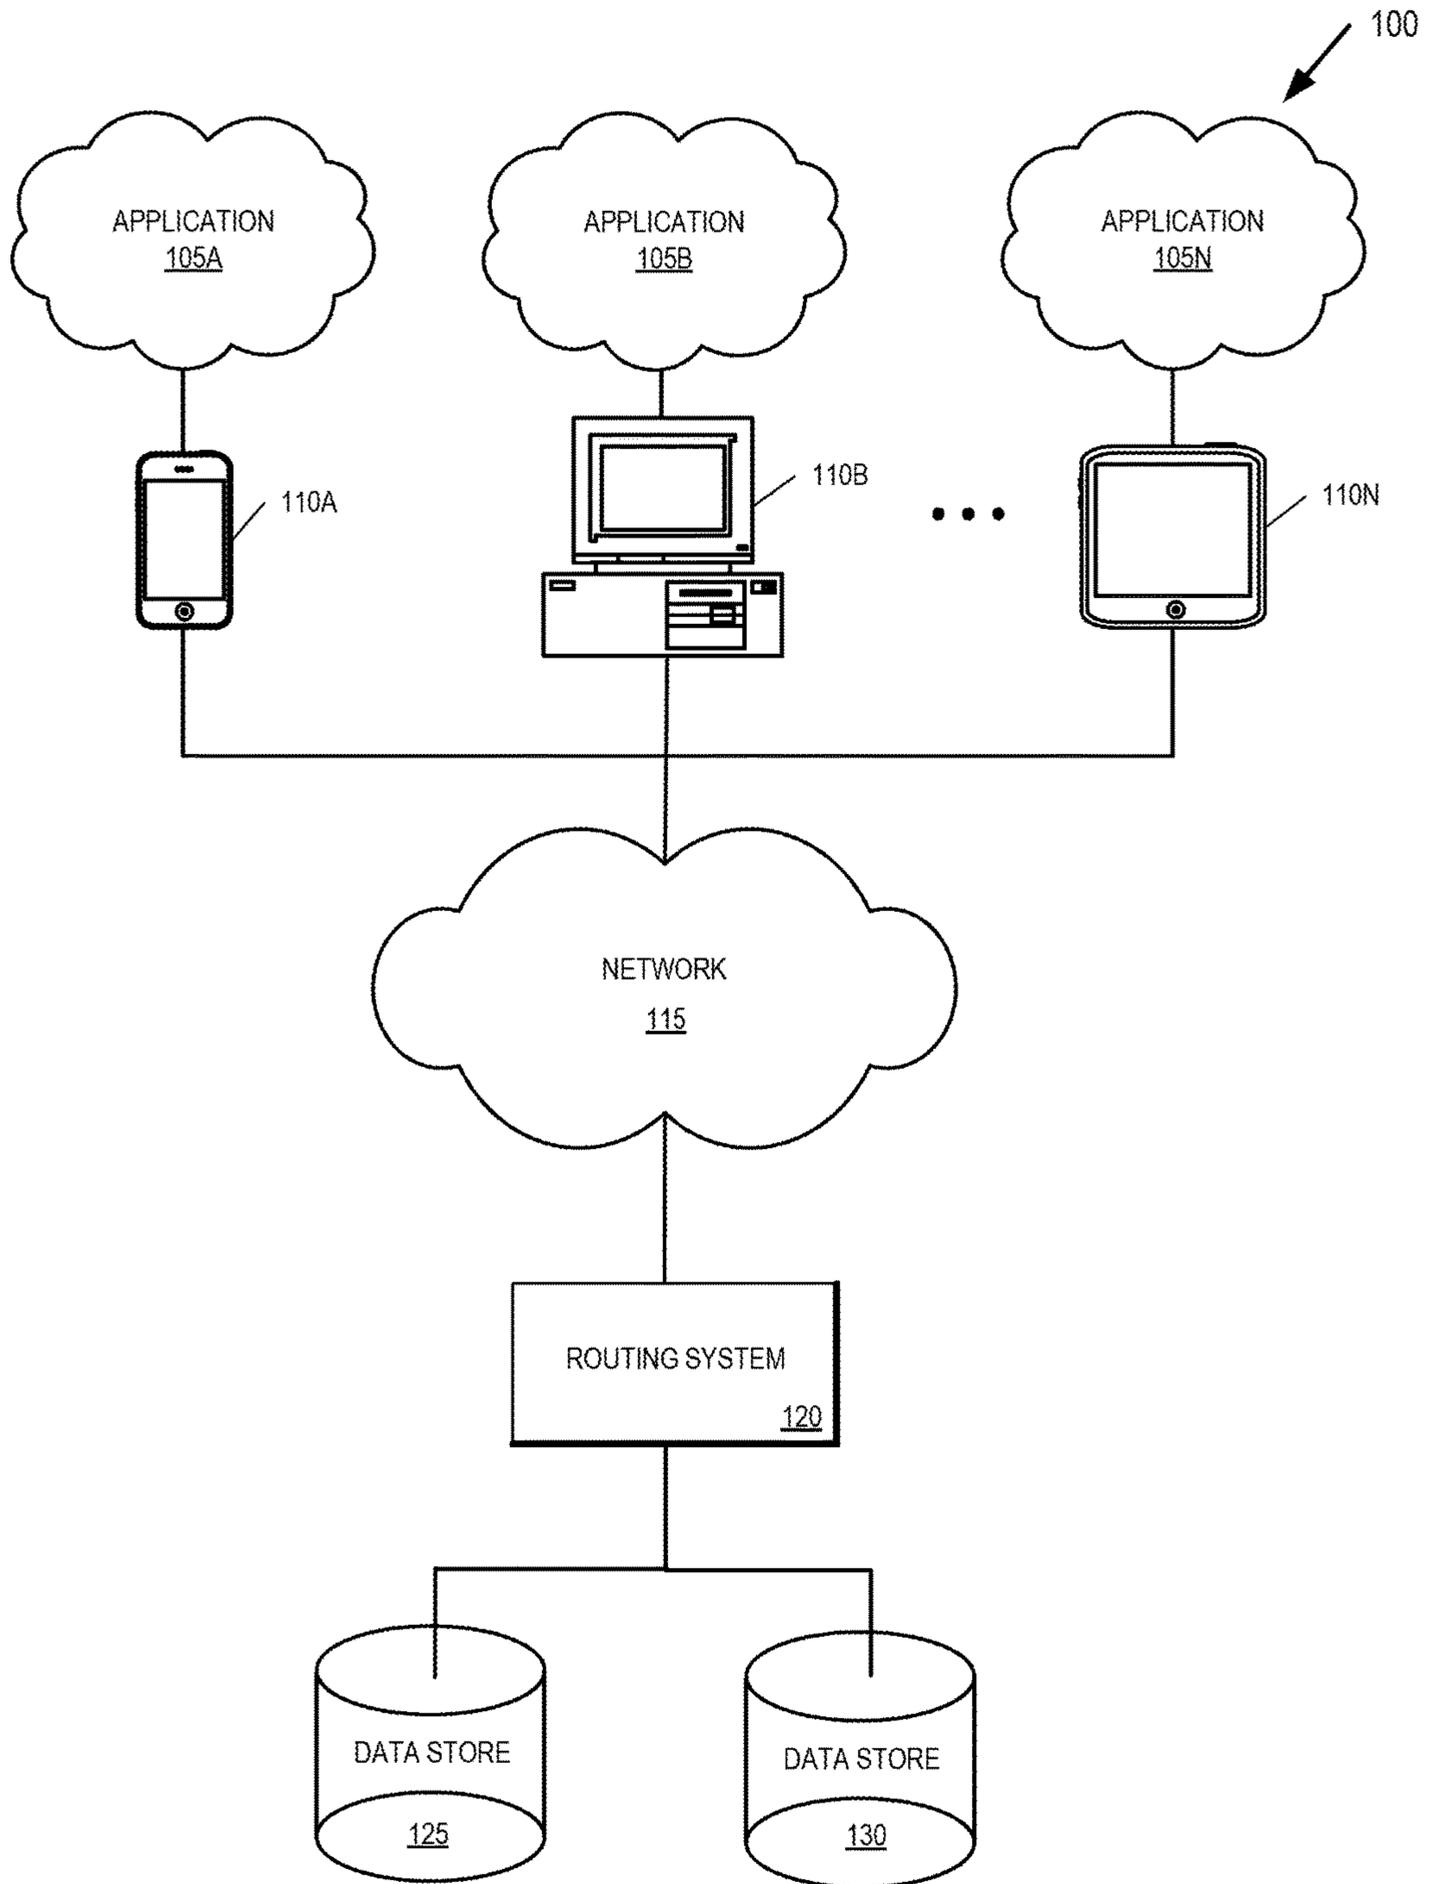 100
APPLICATION
105A
APPLICATION
105B
APPLICATION
105N
110A
110B
110N
NETWORK
115
ROUTING SYSTEM
120
DATA STORE
125
DATA STORE
130